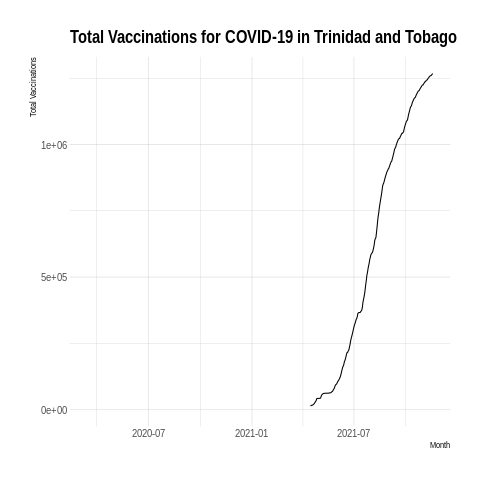 Total Vaccinations for COVID-19 in Trinidad and Tobago
Total Vaccinations
1e+06
5e+05
0e+00
2020-07 2021-01 2021-07
Month